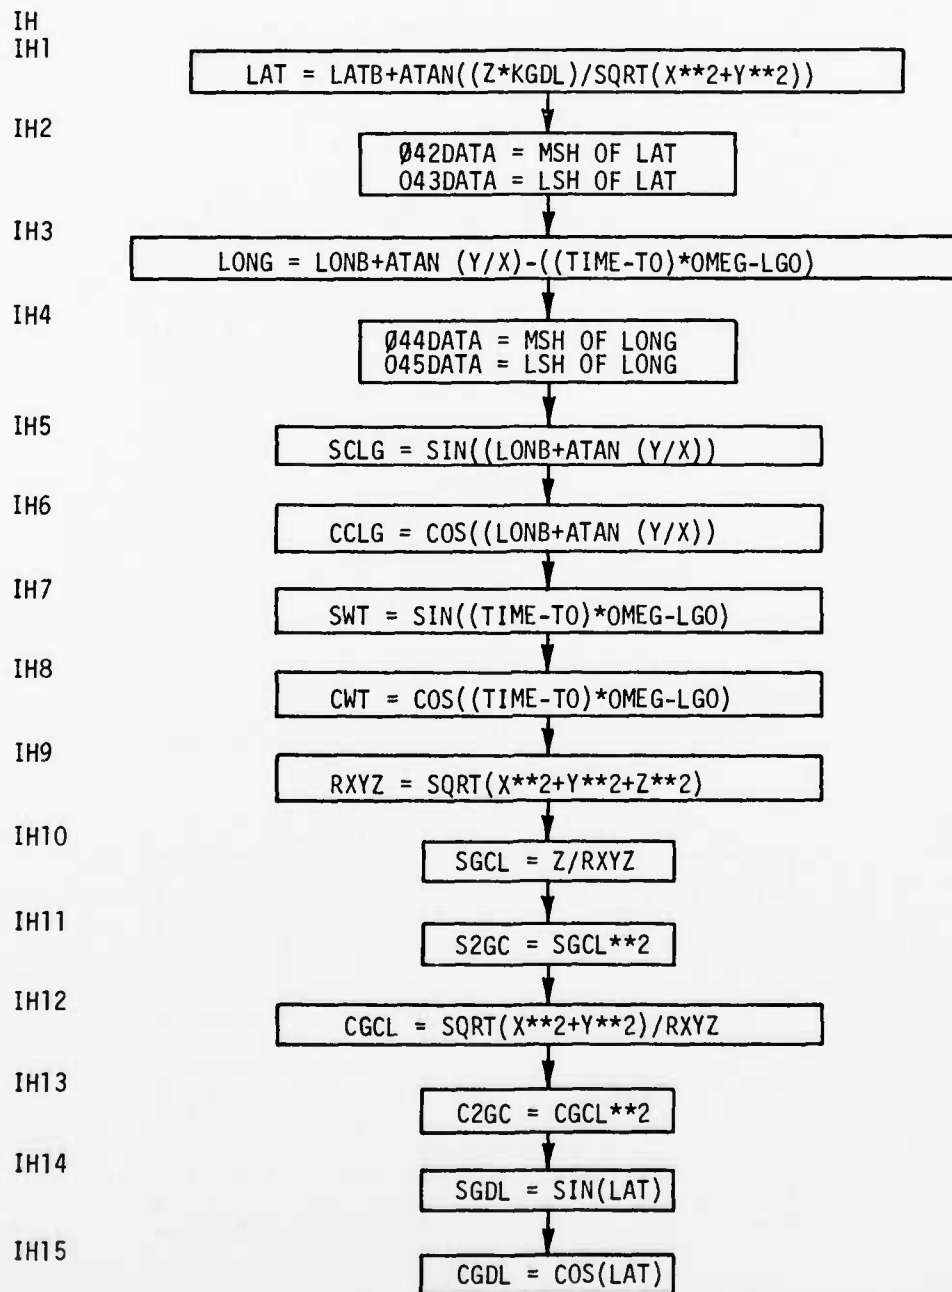 IH
IH1
LAT = LATB+ATAN((Z*KGDL)/SQRT(X**2+Y**2))
IH2
Ø42DATA = MSH OF LAT
O43DATA = LSH OF LAT
IH3
LONG = LONB+ATAN (Y/X)-((TIME-TO)*OMEG-LGO)
IH4
Ø44DATA = MSH OF LONG
O45DATA = LSH OF LONG
IH5
SCLG = SIN((LONB+ATAN (Y/X))
IH6
CCLG = COS((LONB+ATAN (Y/X))
IH7
SWT = SIN((TIME-TO)*OMEG-LGO)
IH8
CWT = COS((TIME-TO)*OMEG-LGO)
IH9
RXYZ = SQRT(X**2+Y**2+Z**2)
IH10
SGCL = Z/RXYZ
IH11
S2GC = SGCL**2
IH12
CGCL = SQRT(X**2+Y**2)/RXYZ
IH13
C2GC = CGCL**2
IH14
SGDL = SIN(LAT)
IH15
CGDL = COS(LAT)